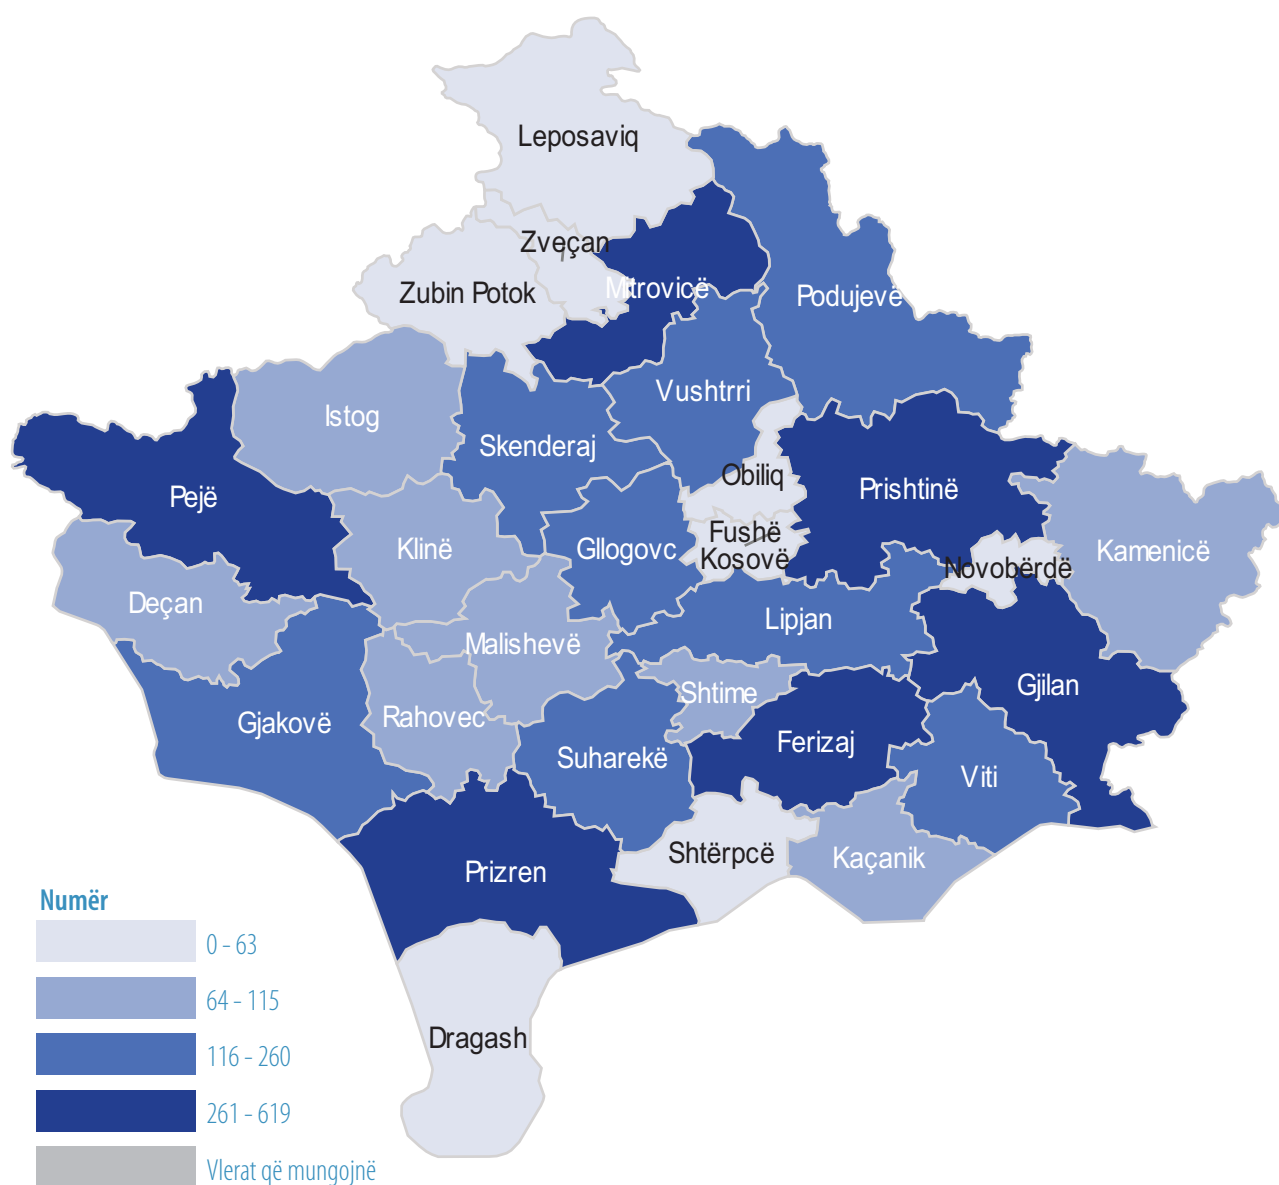 Leposaviq
Zveçan
Zubin Potok
Mitrovicë
Podujevë
Vushtrri
Istog
Skenderaj
Obiliq
Pejë
Prishtinë
Fushë
Kosovë
Klinë
Gllogovc
Kamenicë
Novobërdë
Deçan
Lipjan
Malishevë
Shtime
Gjilan
Gjakovë
Rahovec
Ferizaj
Suharekë
Viti
Shtërpcë
Kaçanik
Prizren
Dragash
Numër
0 - 63
64 - 115
116 - 260
261 - 619
Vlerat që mungojnë